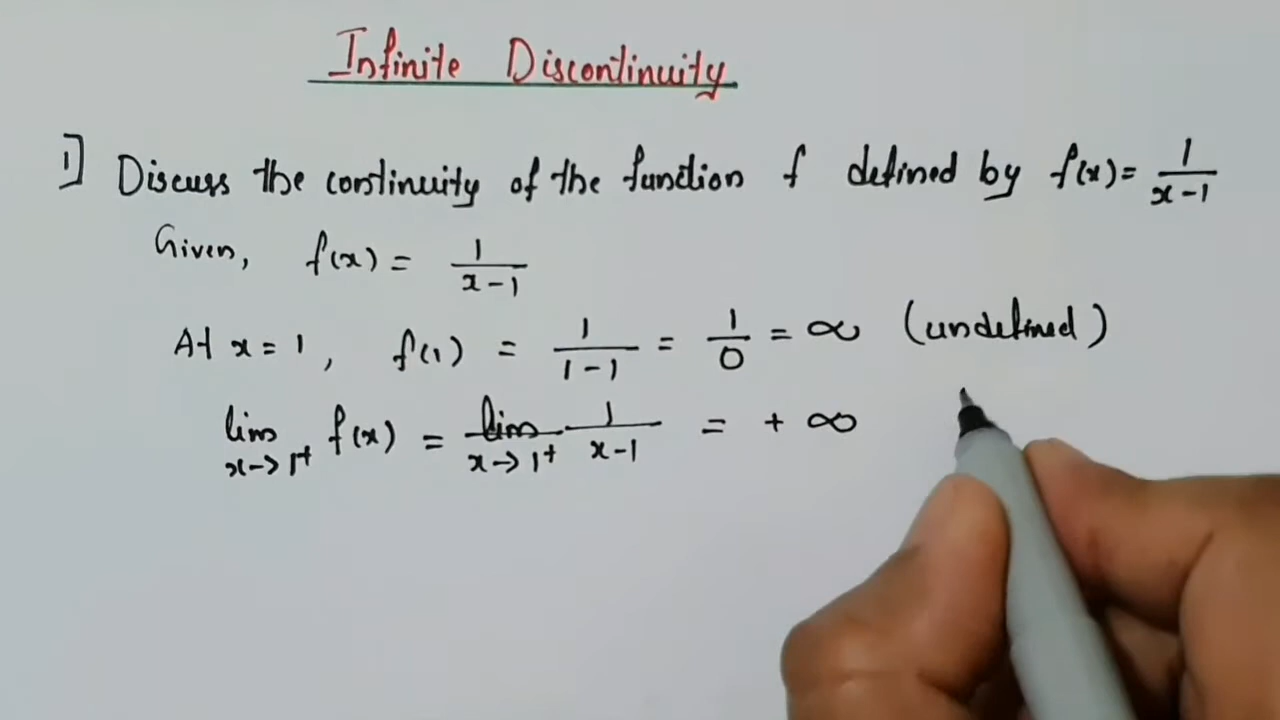 Infinite Discontinuity
1] Discuss the continuity of the function f defined by f(x) = 1/(x-1)
Given, f(x) = 1/(x-1)
At x = 1, f(1) = 1/(1-1) = 1/0 = ∞ (undefined)
lim x->1+ f(x) = lim x->1+ 1/(x-1) = + ∞